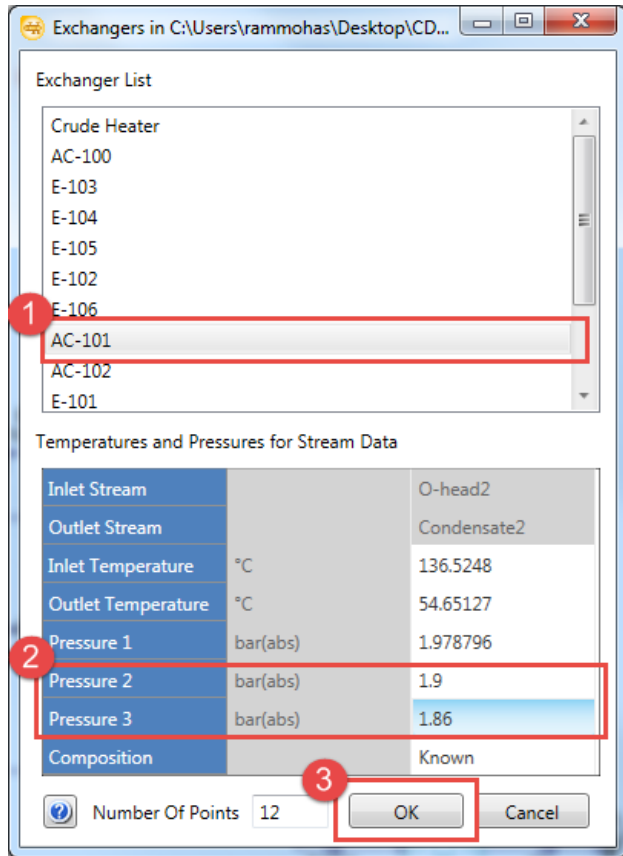 Exchangers in C:\Users\rammohas\Desktop\CD...
Exchanger List
Crude Heater
AC-100
E-103
E-104
E-105
E-102
E-106
1
AC-101
AC-102
E-101
Temperatures and Pressures for Stream Data
Inlet Stream O-head2
Outlet Stream Condensate2
Inlet Temperature °C 136.5248
Outlet Temperature °C 54.65127
Pressure 1 bar(abs) 1.978796
2
Pressure 2 bar(abs) 1.9
Pressure 3 bar(abs) 1.86
Composition Known
3
? Number Of Points 12 OK Cancel